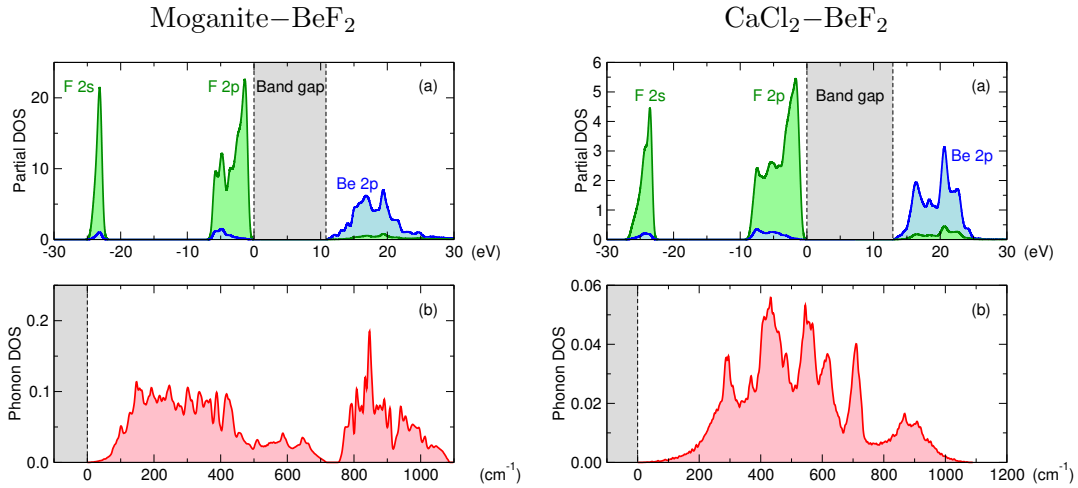 Moganite−BeF₂
CaCl₂−BeF₂
Partial DOS
20
10
0
F 2s
F 2p
Band gap
(a)
Be 2p
-30 -20 -10 0 10 20 30 (eV)
Partial DOS
6
5
4
3
2
1
0
F 2s
F 2p
Band gap
(a)
Be 2p
-30 -20 -10 0 10 20 30 (eV)
Phonon DOS
0.2
0.1
0.0
(b)
0 200 400 600 800 1000 (cm⁻¹)
Phonon DOS
0.06
0.04
0.02
0.00
(b)
0 200 400 600 800 1000 1200
(cm⁻¹)